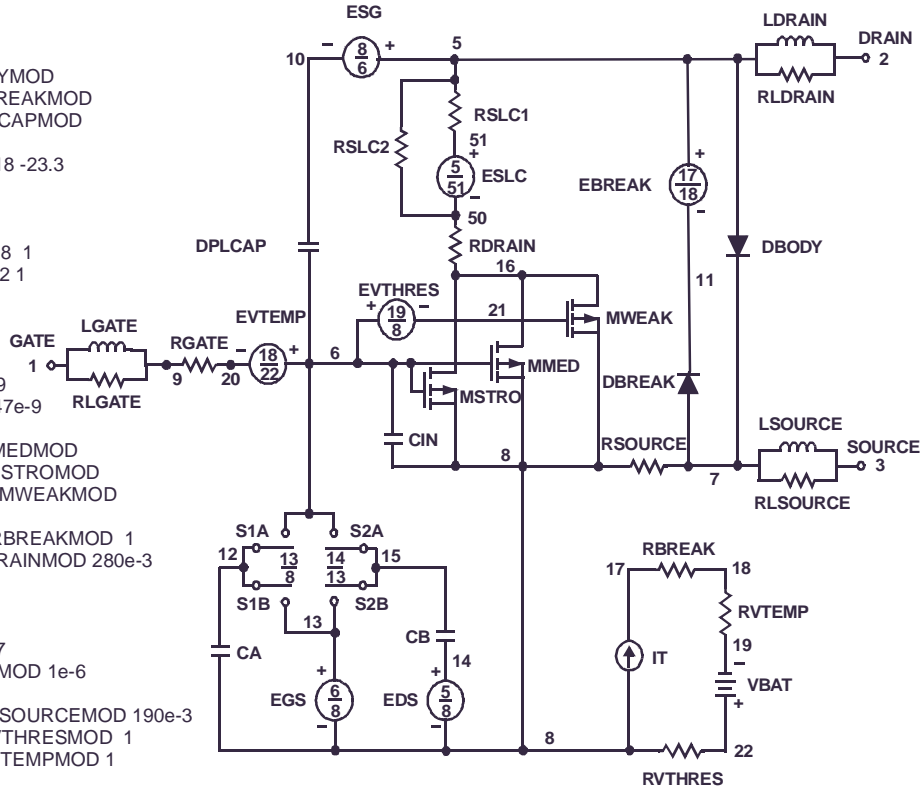 YMOD
REAKMOD
CAPMOD
18 -23.3
8 1
2 1
9
47e-9
MEDMOD
STROMOD
MWEAKMOD
RBREAKMOD 1
RAINMOD 280e-3
7
MOD 1e-6
SOURCEMOD 190e-3
VTHRESMOD 1
TEMPMOD 1
ESG
10 − 8/6 + 5
LDRAIN
DRAIN
2
RLDRAIN
RSLC1
51
RSLC2
+ 5/51 − ESLC
50
RDRAIN
EBREAK + 17/18 −
DBODY
DPLCAP
16
11
EVTHRES
+ 19/8 −
21
MWEAK
EVTEMP
GATE
1
LGATE
RLGATE
9
RGATE
20
− 18/22 +
6
MMED
MSTRO
DBREAK
CIN
8
RSOURCE
7
LSOURCE
SOURCE
3
RLSOURCE
S1A
S2A
12
13/8
14/13
15
S1B
S2B
13
CA
CB
14
EGS + 6/8 −
EDS + 5/8 −
8
RBREAK
17
18
RVTEMP
19
IT
− VBAT +
22
RVTHRES